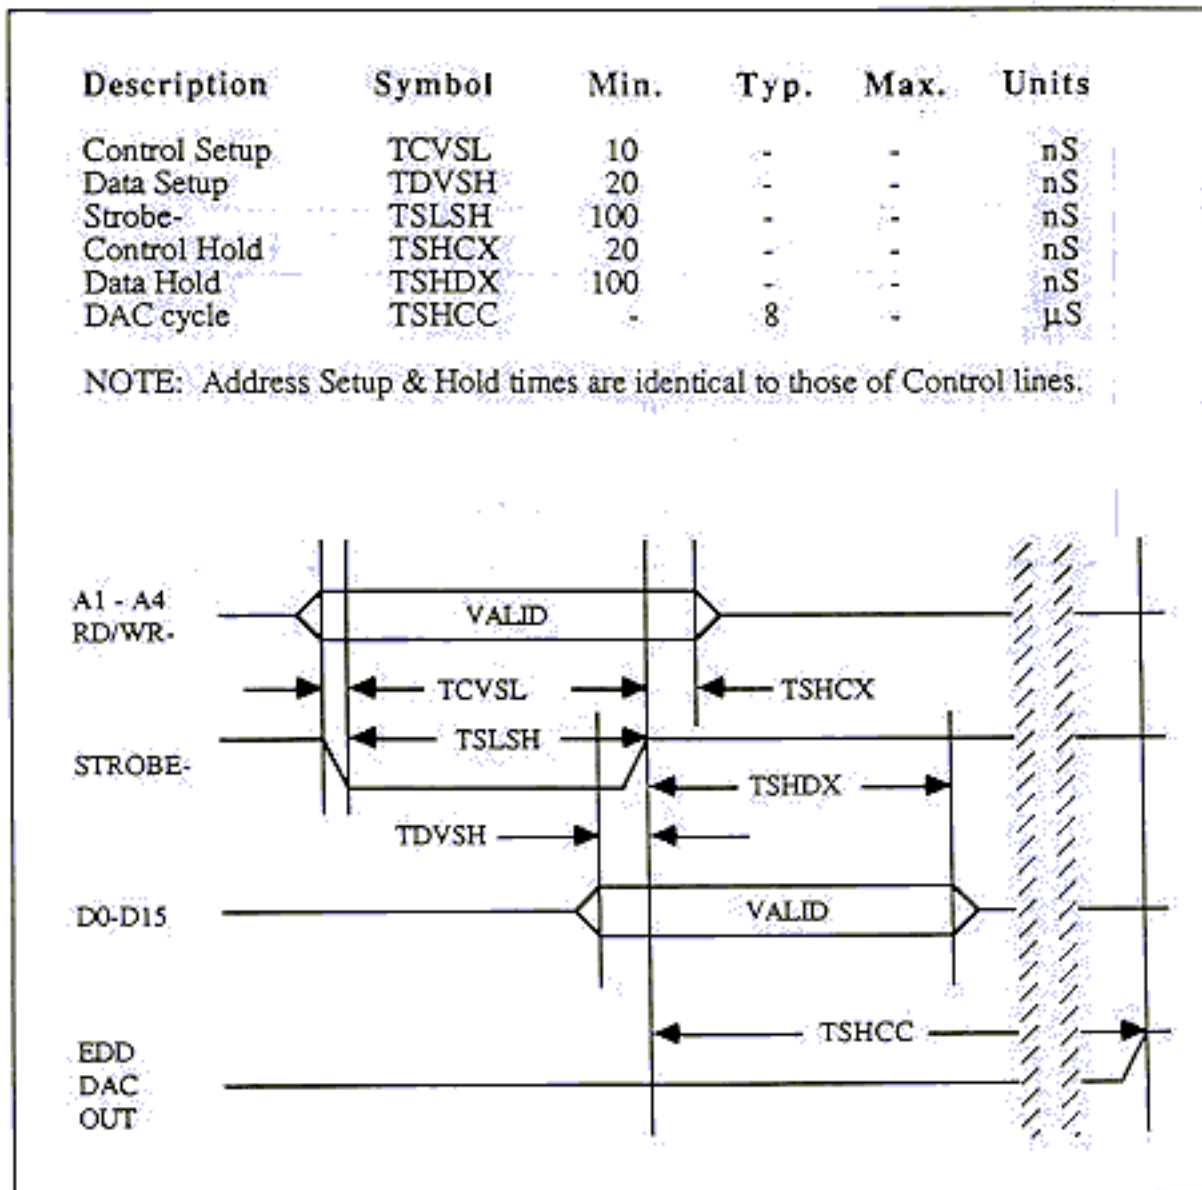 Description Symbol Min. Typ. Max. Units
Control Setup TCVSL 10 - - nS
Data Setup TDVSH 20 - - nS
Strobe- TSLSH 100 - - nS
Control Hold TSHCX 20 - - nS
Data Hold TSHDX 100 - - nS
DAC cycle TSHCC - 8 - µS
NOTE: Address Setup & Hold times are identical to those of Control lines.
A1 - A4
RD/WR-
VALID
TCVSL
TSHCX
STROBE-
TSLSH
TSHDX
TDVSH
D0-D15
VALID
TSHCC
EDD
DAC
OUT